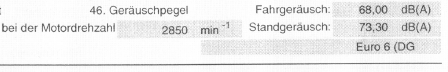 46. Geräuschpegel Fahrgeräusch: 68,00 dB(A)
bei der Motordrehzahl 2850 min⁻¹ Standgeräusch: 73,30 dB(A)
Euro 6 (DG